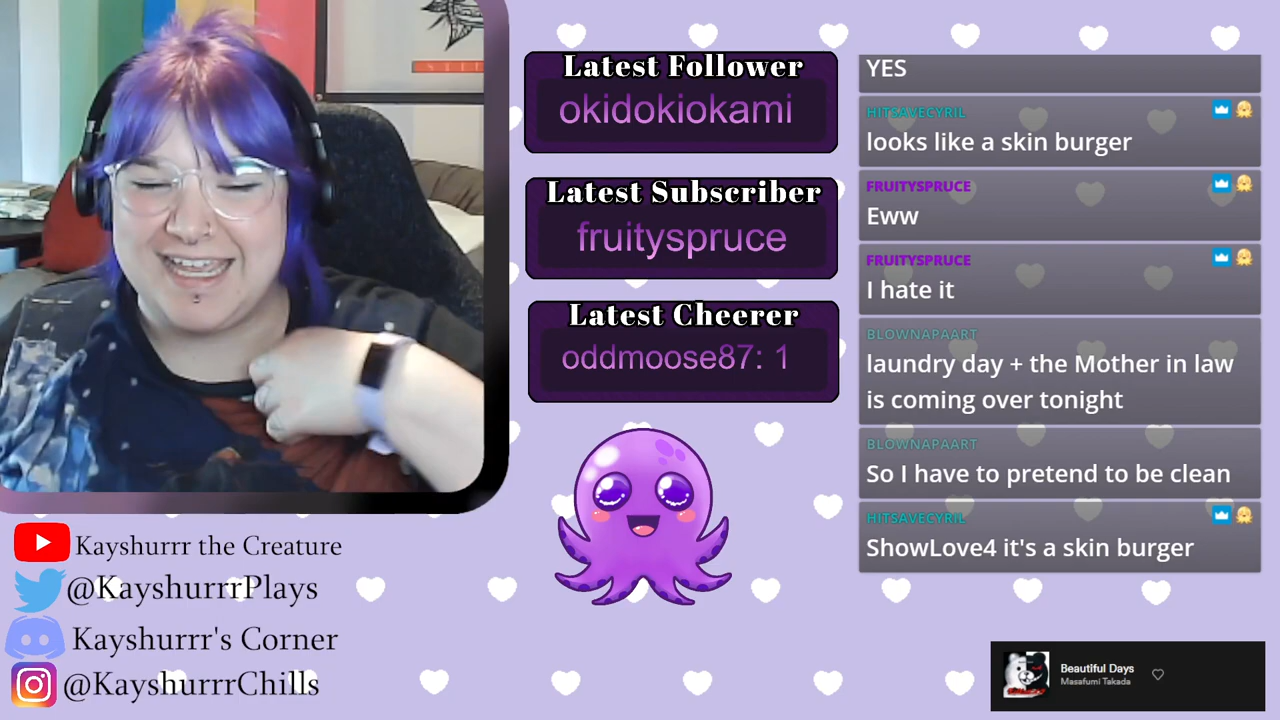 Latest Follower
okidokiokami
Latest Subscriber
fruityspruce
Latest Cheerer
oddmoose87: 1
YES
HITSAVECYRIL
looks like a skin burger
FRUITYSPRUCE
Eww
FRUITYSPRUCE
I hate it
BLOWNAPAART
laundry day + the Mother in law
is coming over tonight
BLOWNAPAART
So I have to pretend to be clean
HITSAVECYRIL
ShowLove4 it's a skin burger
Kayshurrr the Creature
@KayshurrrPlays
Kayshurrr's Corner
@KayshurrrChills
Beautiful Days
Masafumi Takada